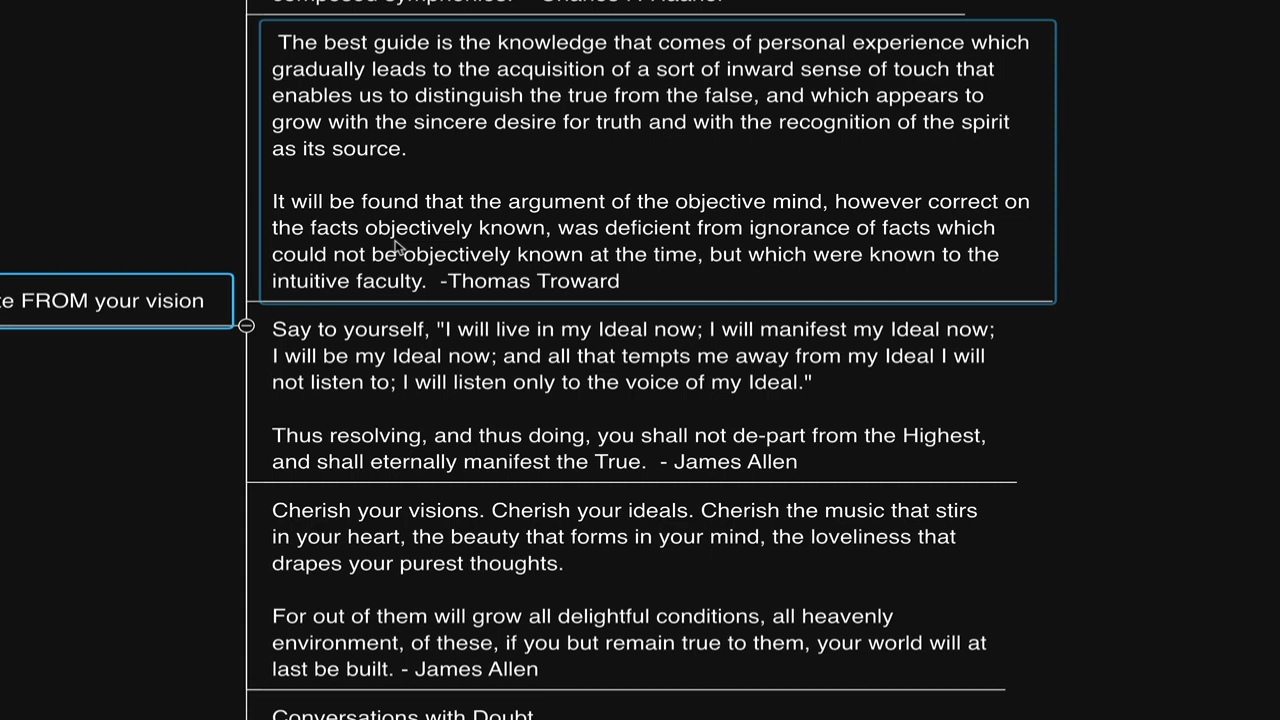 The best guide is the knowledge that comes of personal experience which
gradually leads to the acquisition of a sort of inward sense of touch that
enables us to distinguish the true from the false, and which appears to
grow with the sincere desire for truth and with the recognition of the spirit
as its source.
It will be found that the argument of the objective mind, however correct on
the facts objectively known, was deficient from ignorance of facts which
could not be objectively known at the time, but which were known to the
intuitive faculty.  -Thomas Troward
FROM your vision
Say to yourself, "I will live in my Ideal now; I will manifest my Ideal now;
I will be my Ideal now; and all that tempts me away from my Ideal I will
not listen to; I will listen only to the voice of my Ideal."
Thus resolving, and thus doing, you shall not de-part from the Highest,
and shall eternally manifest the True.  - James Allen
Cherish your visions. Cherish your ideals. Cherish the music that stirs
in your heart, the beauty that forms in your mind, the loveliness that
drapes your purest thoughts.
For out of them will grow all delightful conditions, all heavenly
environment, of these, if you but remain true to them, your world will at
last be built. - James Allen
Conversations with Doubt